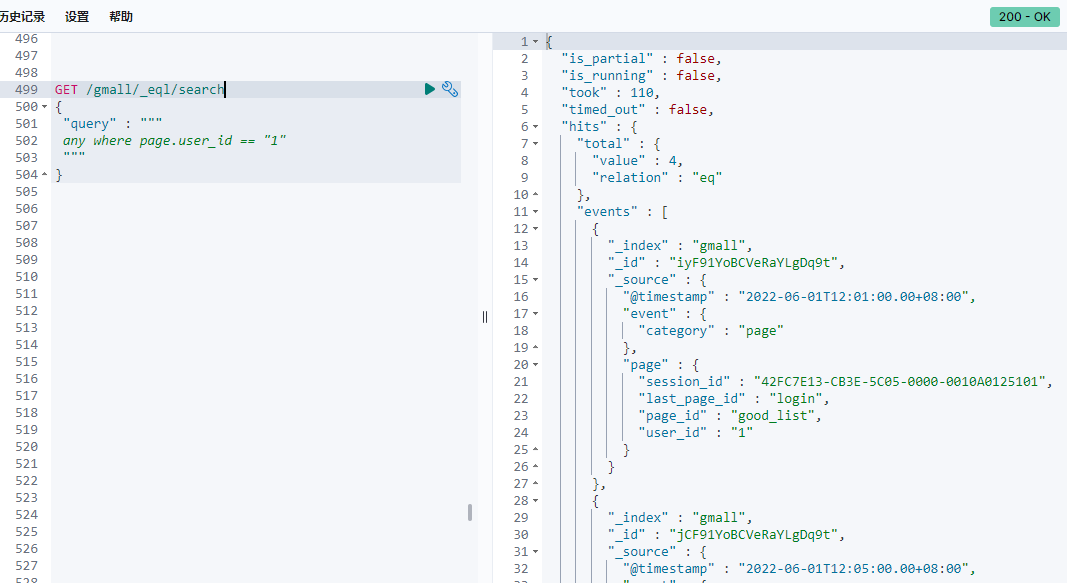 历史记录 设置 帮助
200 - OK
496
497
498
499 GET /gmall/_eql/search
500 {
501 "query" : """
502 any where page.user_id == "1"
503 """
504 }
505
506
507
508
509
510
511
512
513
514
515
516
517
518
519
520
521
522
523
524
525
526
527
528
1 {
2 "is_partial" : false,
3 "is_running" : false,
4 "took" : 110,
5 "timed_out" : false,
6 "hits" : {
7 "total" : {
8 "value" : 4,
9 "relation" : "eq"
10 },
11 "events" : [
12 {
13 "_index" : "gmall",
14 "_id" : "iyF91YoBCVeRaYLgDq9t",
15 "_source" : {
16 "@timestamp" : "2022-06-01T12:01:00.00+08:00",
17 "event" : {
18 "category" : "page"
19 },
20 "page" : {
21 "session_id" : "42FC7E13-CB3E-5C05-0000-0010A0125101",
22 "last_page_id" : "login",
23 "page_id" : "good_list",
24 "user_id" : "1"
25 }
26 }
27 },
28 {
29 "_index" : "gmall",
30 "_id" : "jCF91YoBCVeRaYLgDq9t",
31 "_source" : {
32 "@timestamp" : "2022-06-01T12:05:00.00+08:00",